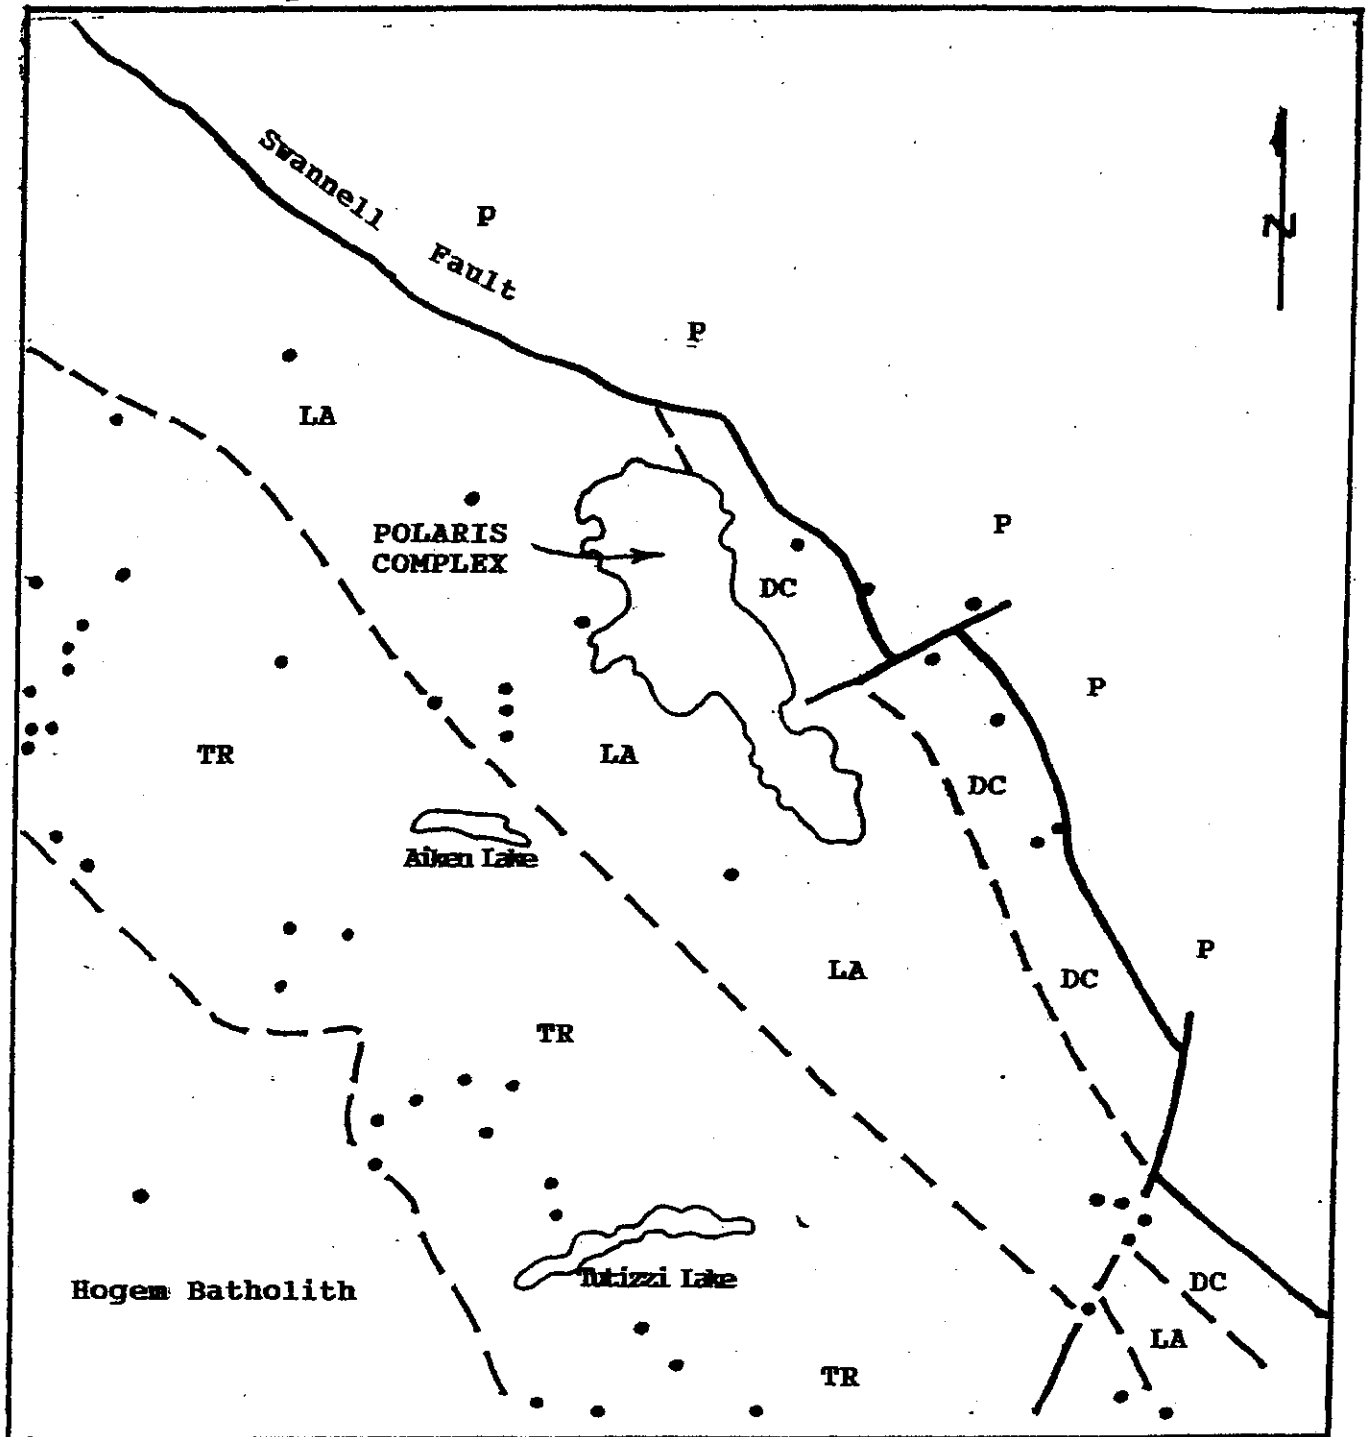 Swannell
Fault
P
N
P
LA
POLARIS
COMPLEX
P
DC
P
TR
LA
DC
Aiken Lake
P
LA
DC
TR
Hogem Batholith
Tutizzi Lake
DC
LA
TR